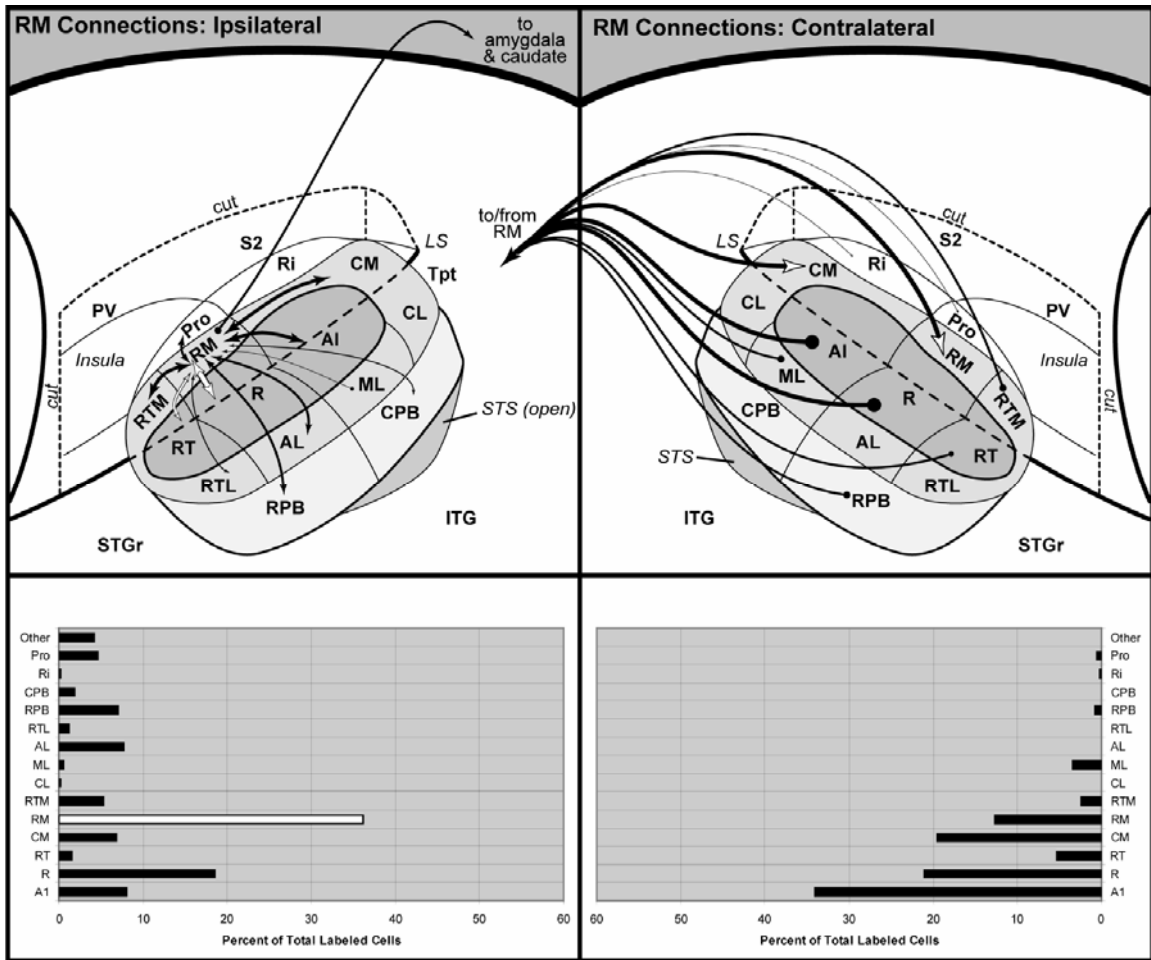 RM Connections: Ipsilateral
to
amygdala
& caudate
cut
S2
LS
Ri
CM
Tpt
PV
Pro
CL
Insula
RM
AI
cut
RTM
R
ML
CPB
STS (open)
RT
AL
RTL
RPB
ITG
STGr
RM Connections: Contralateral
to/from
RM
cut
LS
S2
CM
Ri
CL
PV
Pro
AI
RM
Insula
ML
R
RTM
cut
CPB
AL
STS
RT
RTL
RPB
ITG
STGr
Other
Pro
Ri
CPB
RPB
RTL
AL
ML
CL
RTM
RM
CM
RT
R
A1
0 10 20 30 40 50 60
Percent of Total Labeled Cells
Other
Pro
Ri
CPB
RPB
RTL
AL
ML
CL
RTM
RM
CM
RT
R
A1
60 50 40 30 20 10 0
Percent of Total Labeled Cells